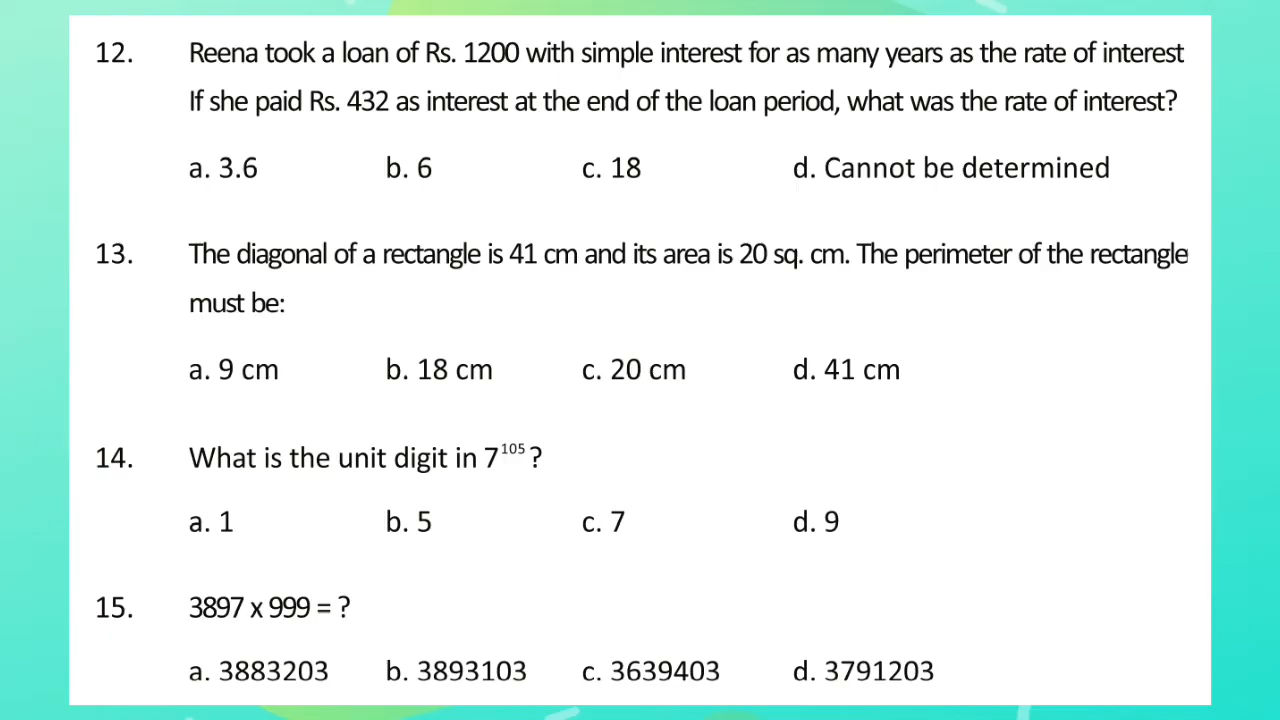 12. Reena took a loan of Rs. 1200 with simple interest for as many years as the rate of interest
If she paid Rs. 432 as interest at the end of the loan period, what was the rate of interest?
a. 3.6 b. 6 c. 18 d. Cannot be determined
13. The diagonal of a rectangle is 41 cm and its area is 20 sq. cm. The perimeter of the rectangle
must be:
a. 9 cm b. 18 cm c. 20 cm d. 41 cm
14. What is the unit digit in 7¹⁰⁵ ?
a. 1 b. 5 c. 7 d. 9
15. 3897 x 999 = ?
a. 3883203 b. 3893103 c. 3639403 d. 3791203